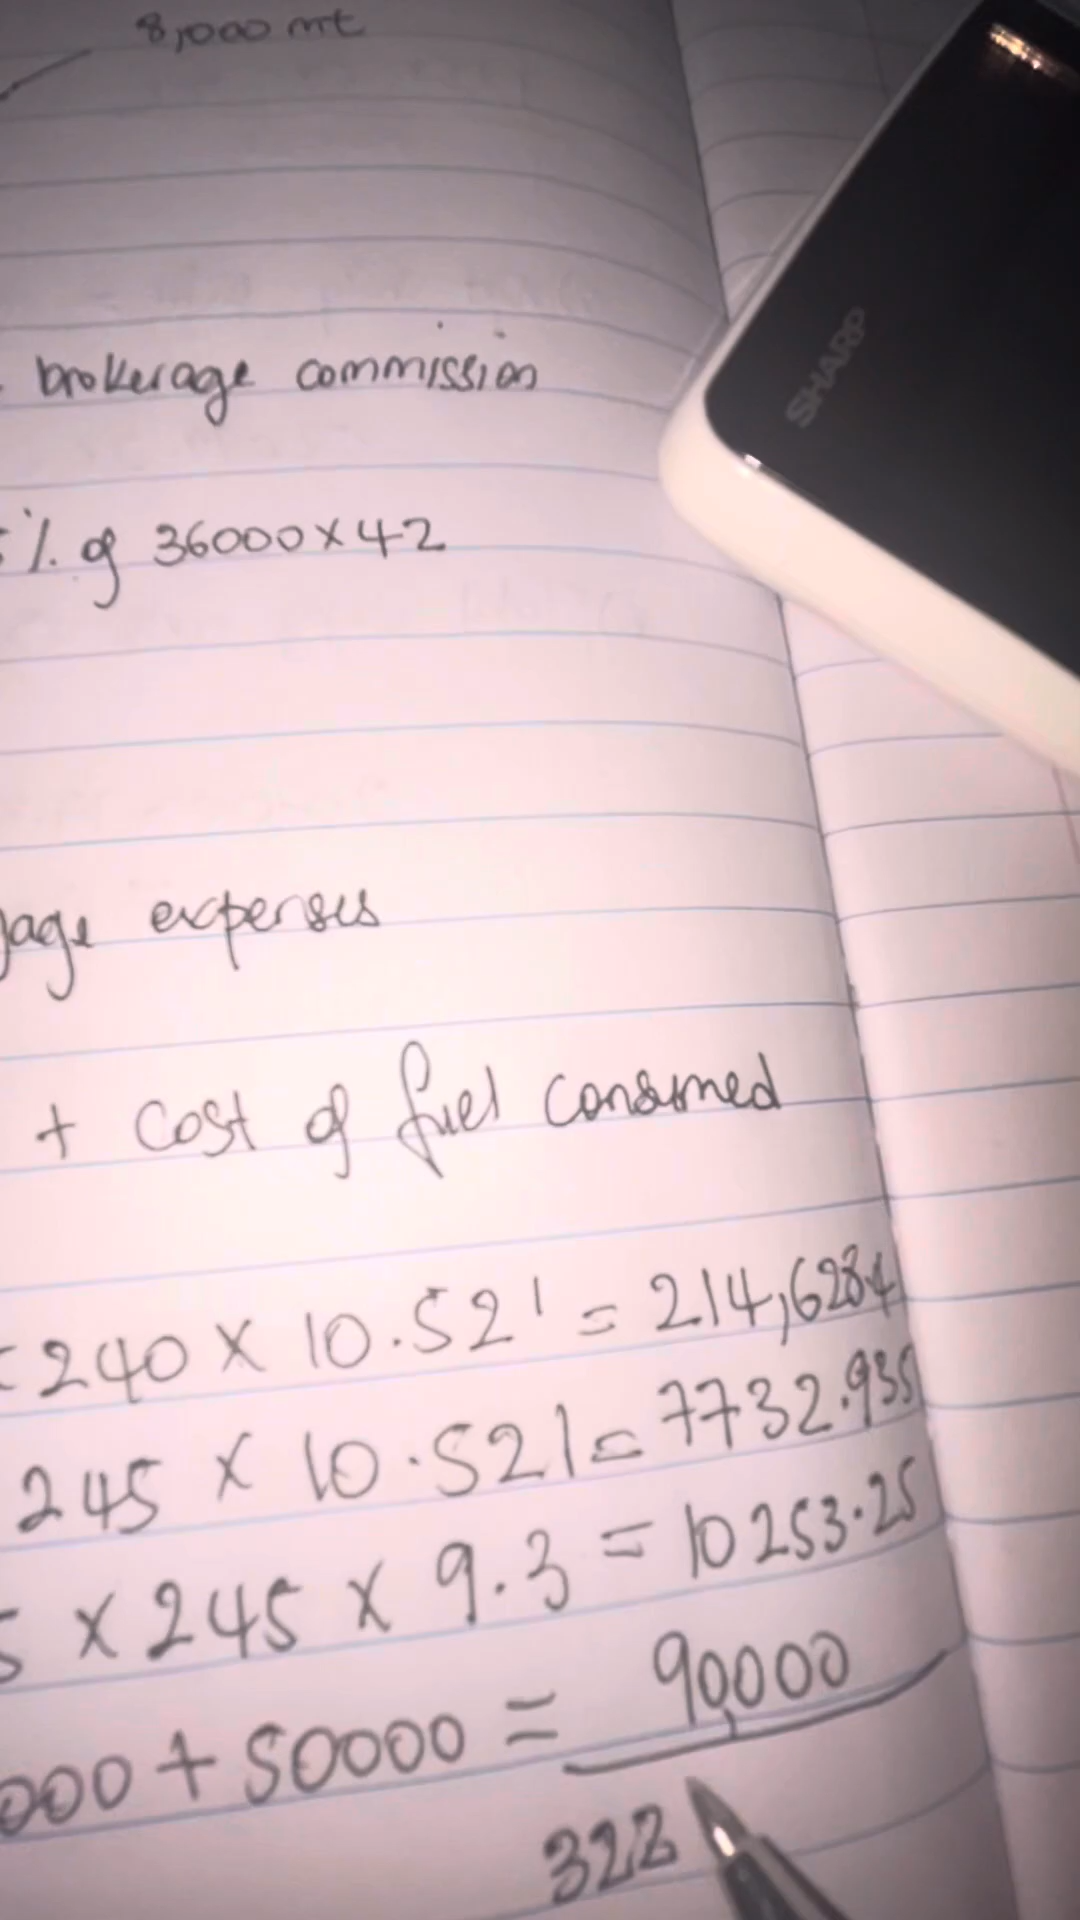 8,000 mt
SHARP
brokerage commission
% of 36000 x 42
expenses
+ Cost of fuel consumed
240 x 10.521 = 214,628.4
245 x 10.521 = 7732.935
5 x 245 x 9.3 = 10253.25
000 + 50000 = 90,000
322